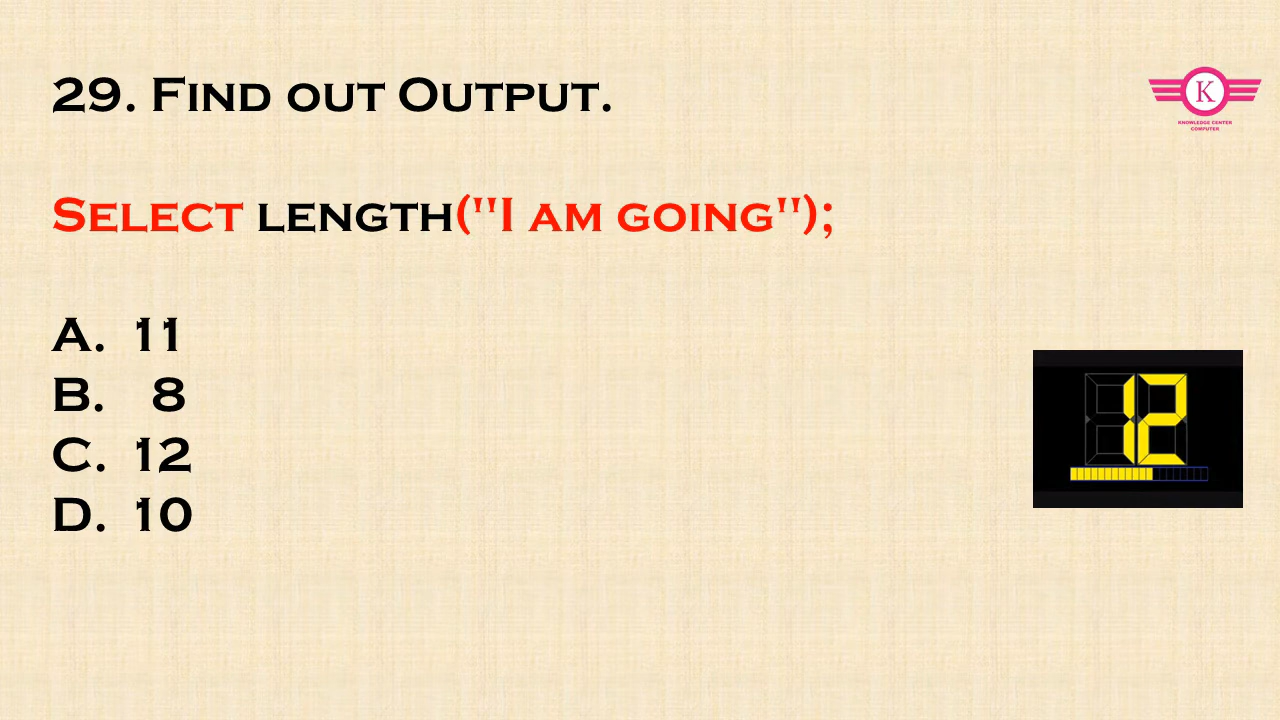 29. Find out Output.
K
KNOWLEDGE CENTER
COMPUTER
Select length("I am going");
A. 11
B. 8
C. 12
D. 10
12